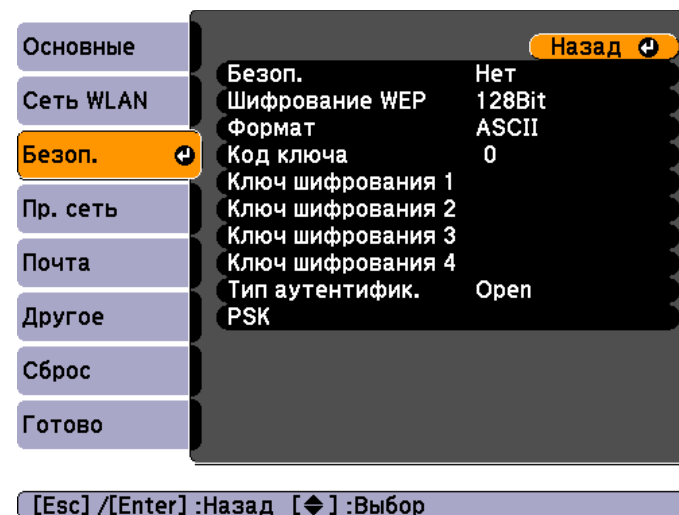 Основные
Сеть WLAN
Безоп.
Пр. сеть
Почта
Другое
Сброс
Готово
Назад
Безоп. Нет
Шифрование WEP 128Bit
Формат ASCII
Код ключа 0
Ключ шифрования 1
Ключ шифрования 2
Ключ шифрования 3
Ключ шифрования 4
Тип аутентифик. Open
PSK
[Esc] /[Enter] :Назад [◆] :Выбор